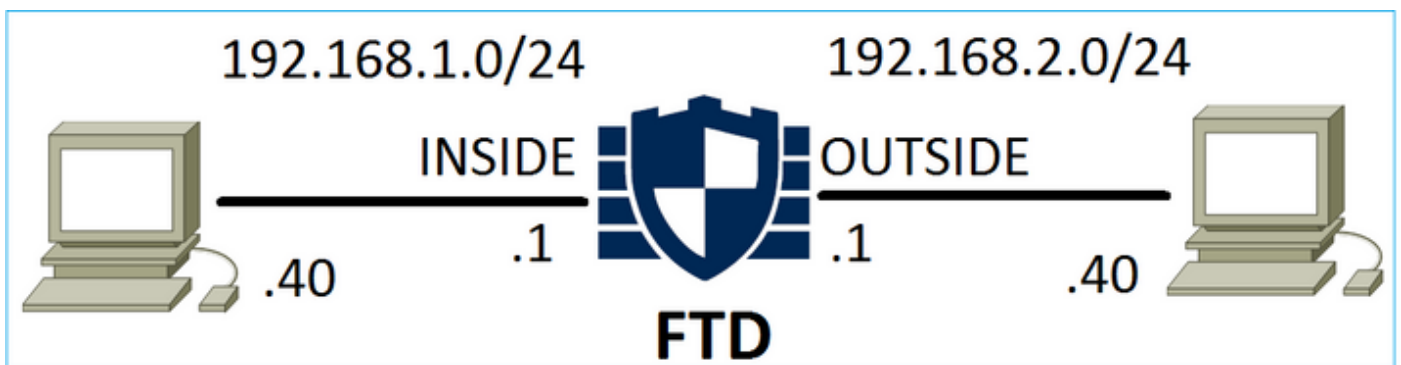 192.168.1.0/24
192.168.2.0/24
INSIDE
OUTSIDE
.40
.1
.1
.40
FTD